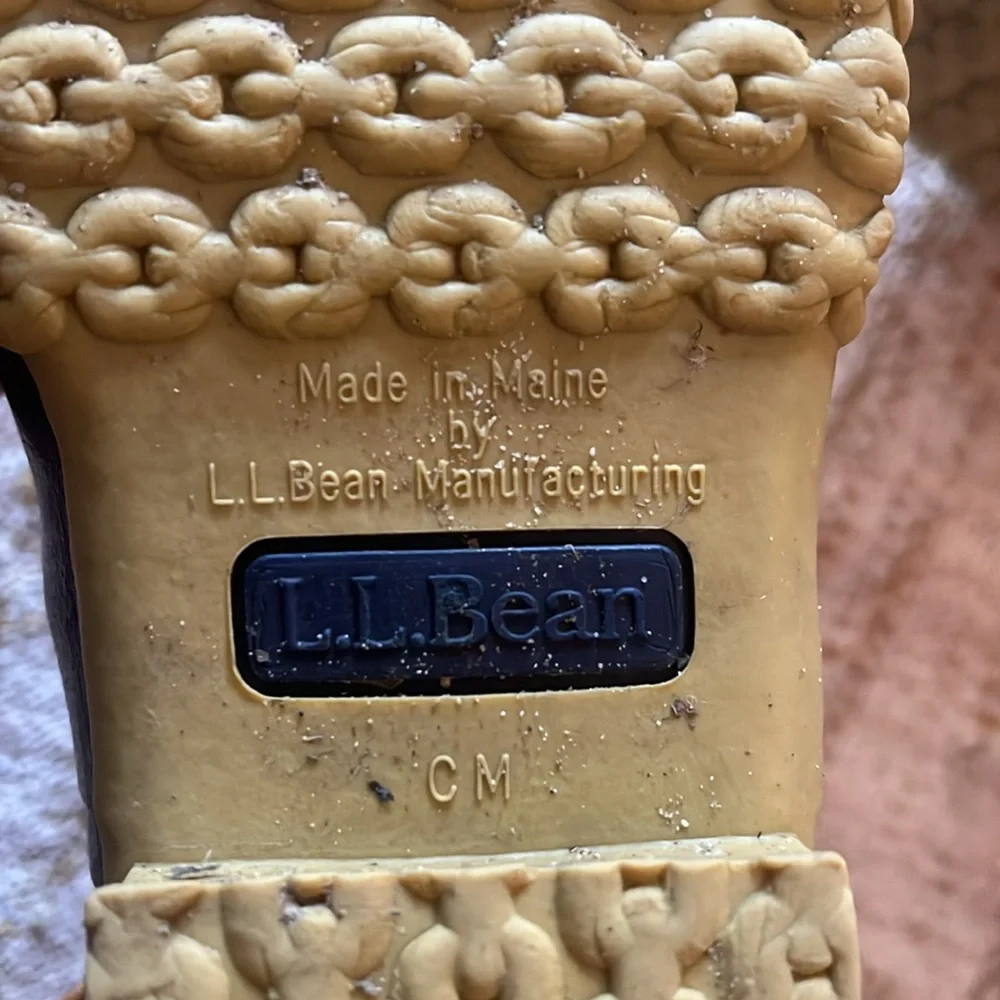 Made in Maine
by
L.L.Bean Manufacturing
L.L.Bean
CM